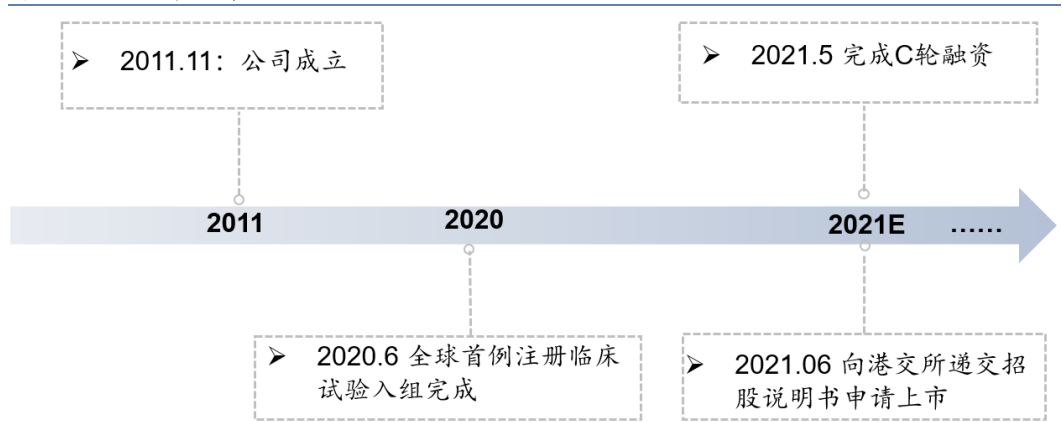 ➢ 2011.11：公司成立
➢ 2021.5 完成C轮融资
2011
2020
2021E
……
➢ 2020.6 全球首例注册临床
试验入组完成
➢ 2021.06 向港交所递交招
股说明书申请上市